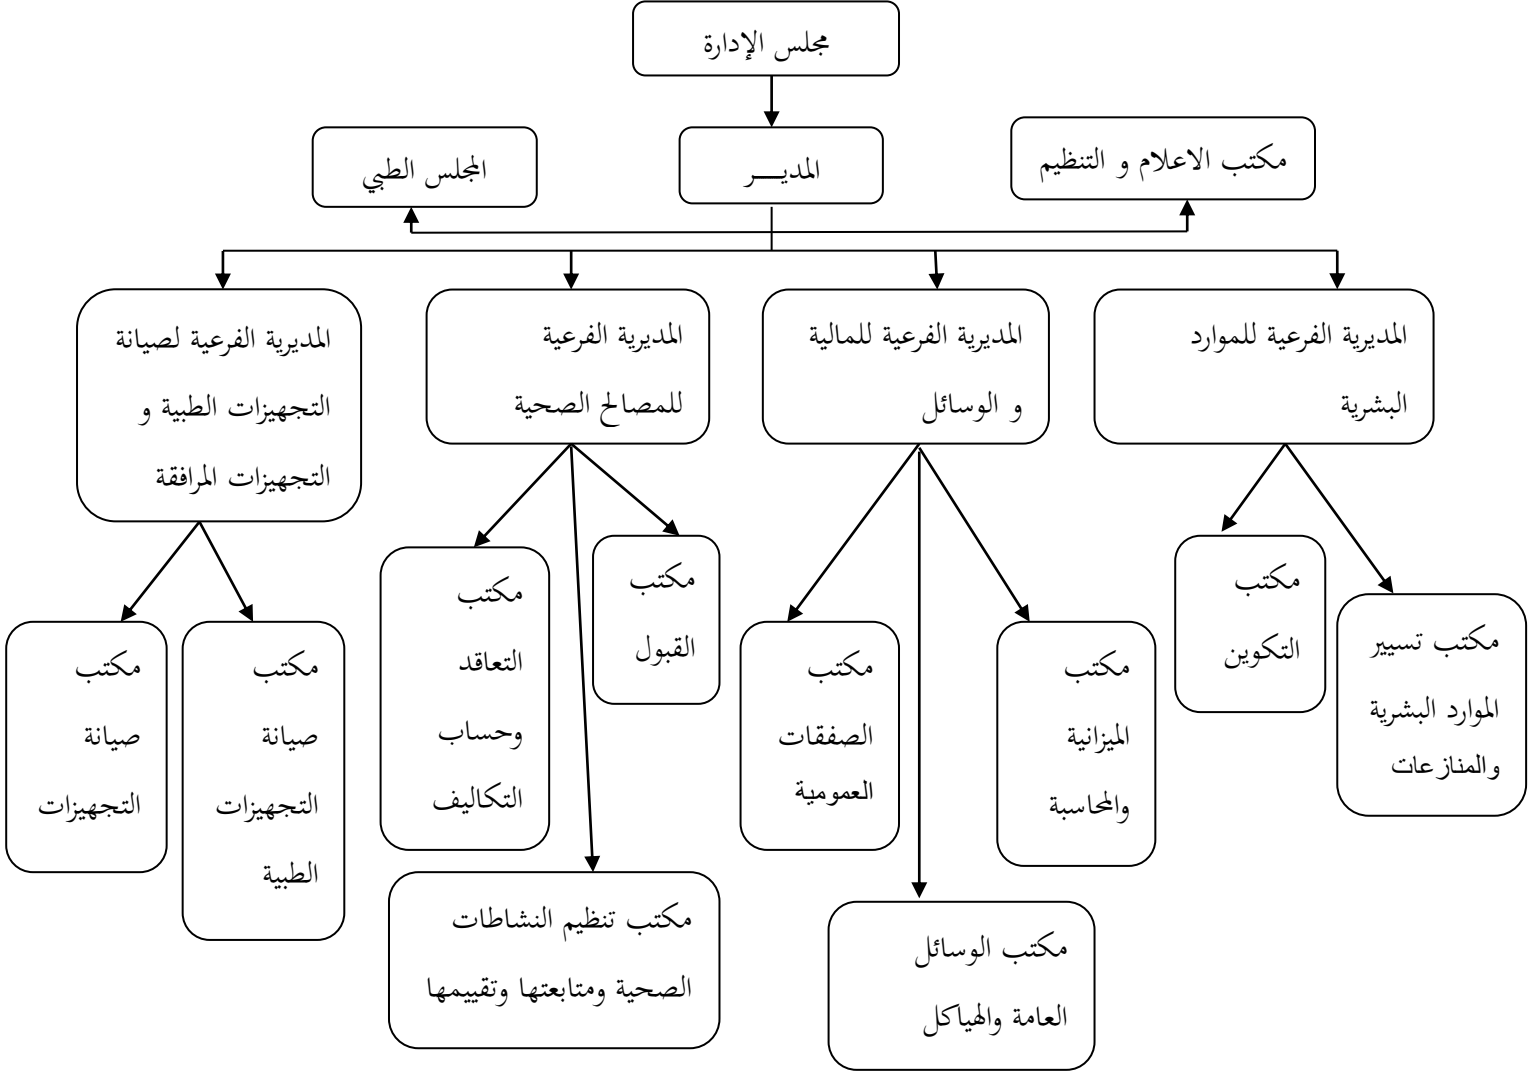 مجلس الإدارة
مكتب الاعلام و التنظيم
المديـــر
المجلس الطبي
المديرية الفرعية للموارد
البشرية
المديرية الفرعية للمالية
و الوسائل
المديرية الفرعية
للمصالح الصحية
المديرية الفرعية لصيانة
التجهيزات الطبية و
التجهيزات المرافقة
مكتب تسيير
الموارد البشرية
والمنازعات
مكتب
التكوين
مكتب
الميزانية
والمحاسبة
مكتب
الصفقات
العمومية
مكتب الوسائل
العامة والهياكل
مكتب
القبول
مكتب
التعاقد
وحساب
التكاليف
مكتب تنظيم النشاطات
الصحية ومتابعتها وتقييمها
مكتب
صيانة
التجهيزات
الطبية
مكتب
صيانة
التجهيزات